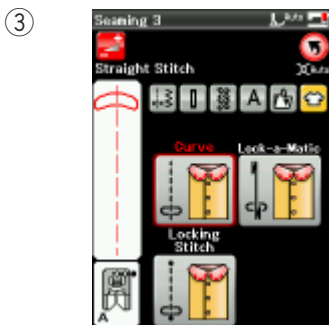 ③
Seaming 3
Auto
Straight Stitch
Auto
A
Curve
Lock-a-Matic
Locking
Stitch
A